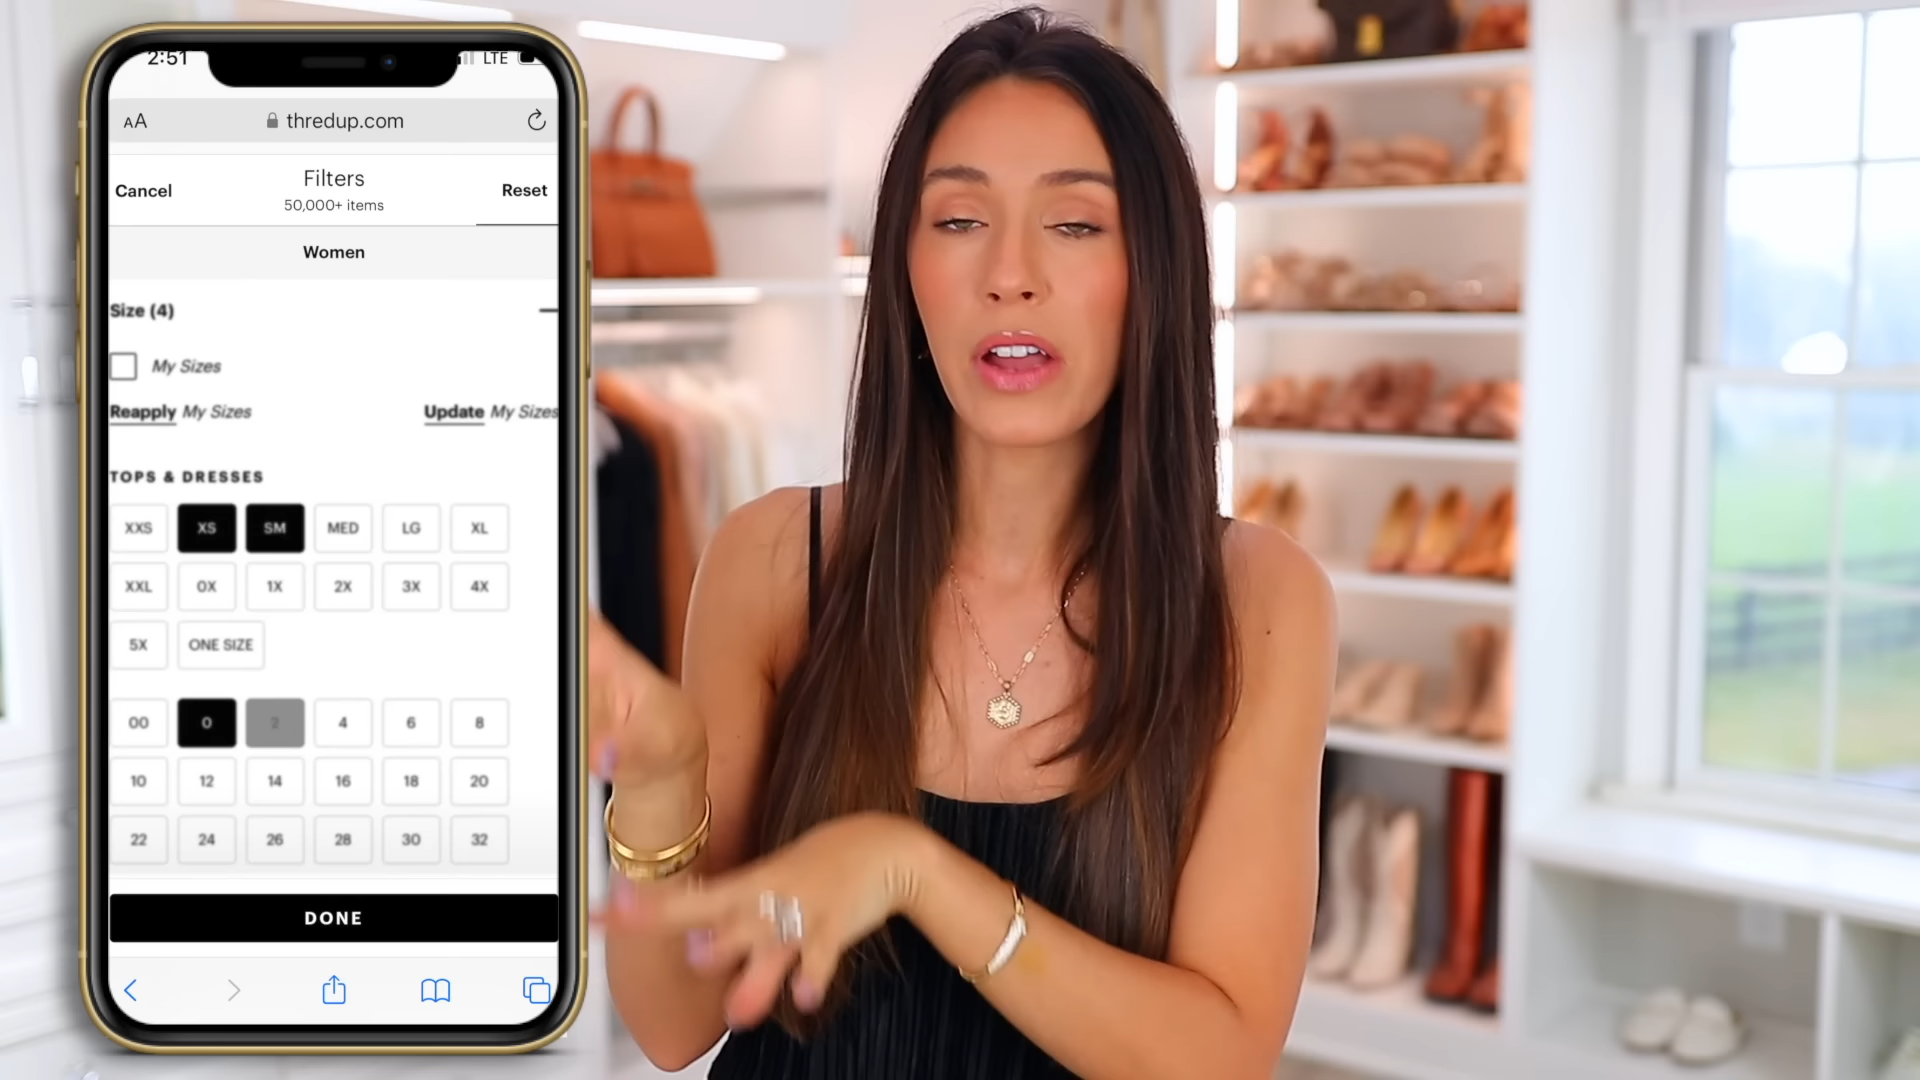 2:51 LTE
AA thredup.com
Cancel Filters Reset
50,000+ items
Women
Size (4)
My Sizes
Reapply My Sizes Update My Sizes
TOPS & DRESSES
XXS XS SM MED LG XL
XXL 0X 1X 2X 3X 4X
5X ONE SIZE
00 0 2 4 6 8
10 12 14 16 18 20
22 24 26 28 30 32
DONE